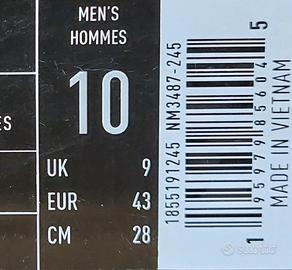 MEN'S
HOMMES
10
UK 9
EUR 43
CM 28
ES
1855191245 NM3487-245
1 95979 85604 5
MADE IN VIETNAM
subito